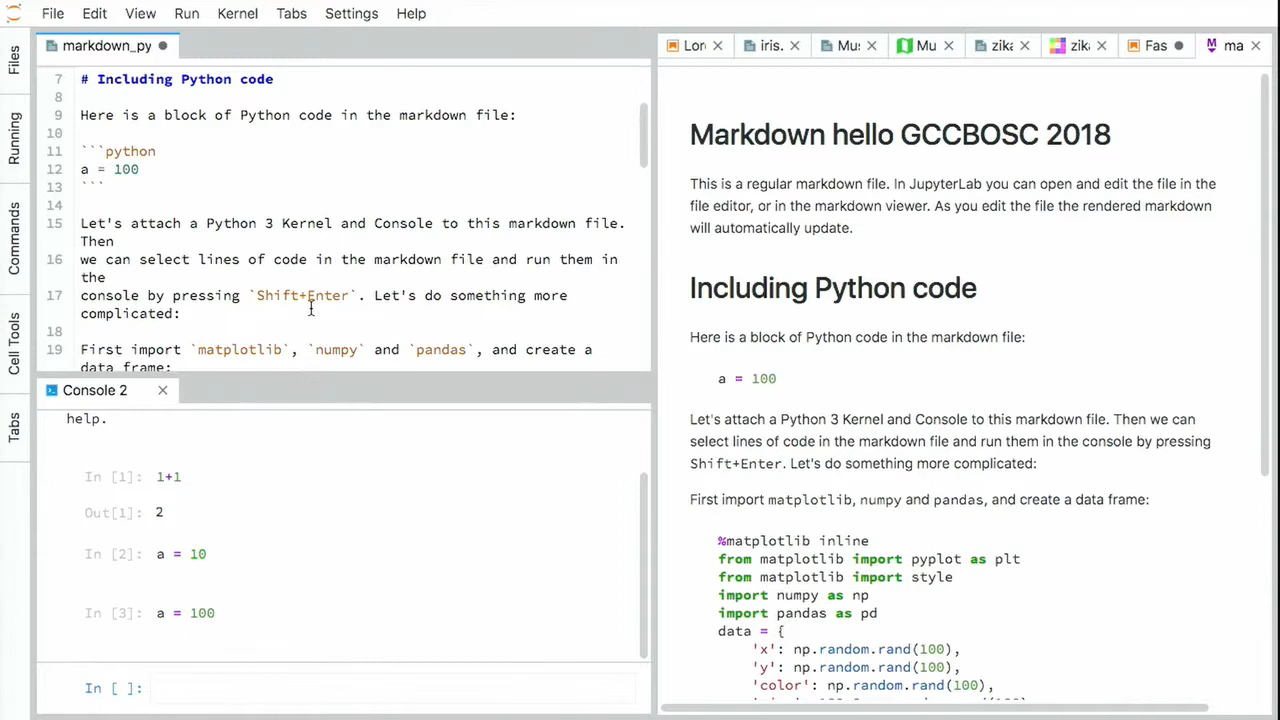 File Edit View Run Kernel Tabs Settings Help
Files
Running
Commands
Cell Tools
Tabs
markdown_py
7 # Including Python code
8
9 Here is a block of Python code in the markdown file:
10
11 ```python
12 a = 100
13 ```
14
15 Let's attach a Python 3 Kernel and Console to this markdown file.
Then
16 we can select lines of code in the markdown file and run them in
the
17 console by pressing `Shift+Enter`. Let's do something more
complicated:
18
19 First import `matplotlib`, `numpy` and `pandas`, and create a
data frame:
Console 2
help.
In [1]: 1+1
Out[1]: 2
In [2]: a = 10
In [3]: a = 100
In [ ]:
Lor iris. Mus Mu zika zik Fas ma
Markdown hello GCCBOSC 2018
This is a regular markdown file. In JupyterLab you can open and edit the file in the
file editor, or in the markdown viewer. As you edit the file the rendered markdown
will automatically update.
Including Python code
Here is a block of Python code in the markdown file:
a = 100
Let's attach a Python 3 Kernel and Console to this markdown file. Then we can
select lines of code in the markdown file and run them in the console by pressing
Shift+Enter. Let's do something more complicated:
First import matplotlib, numpy and pandas, and create a data frame:
%matplotlib inline
from matplotlib import pyplot as plt
from matplotlib import style
import numpy as np
import pandas as pd
data = {
'x': np.random.rand(100),
'y': np.random.rand(100),
'color': np.random.rand(100),